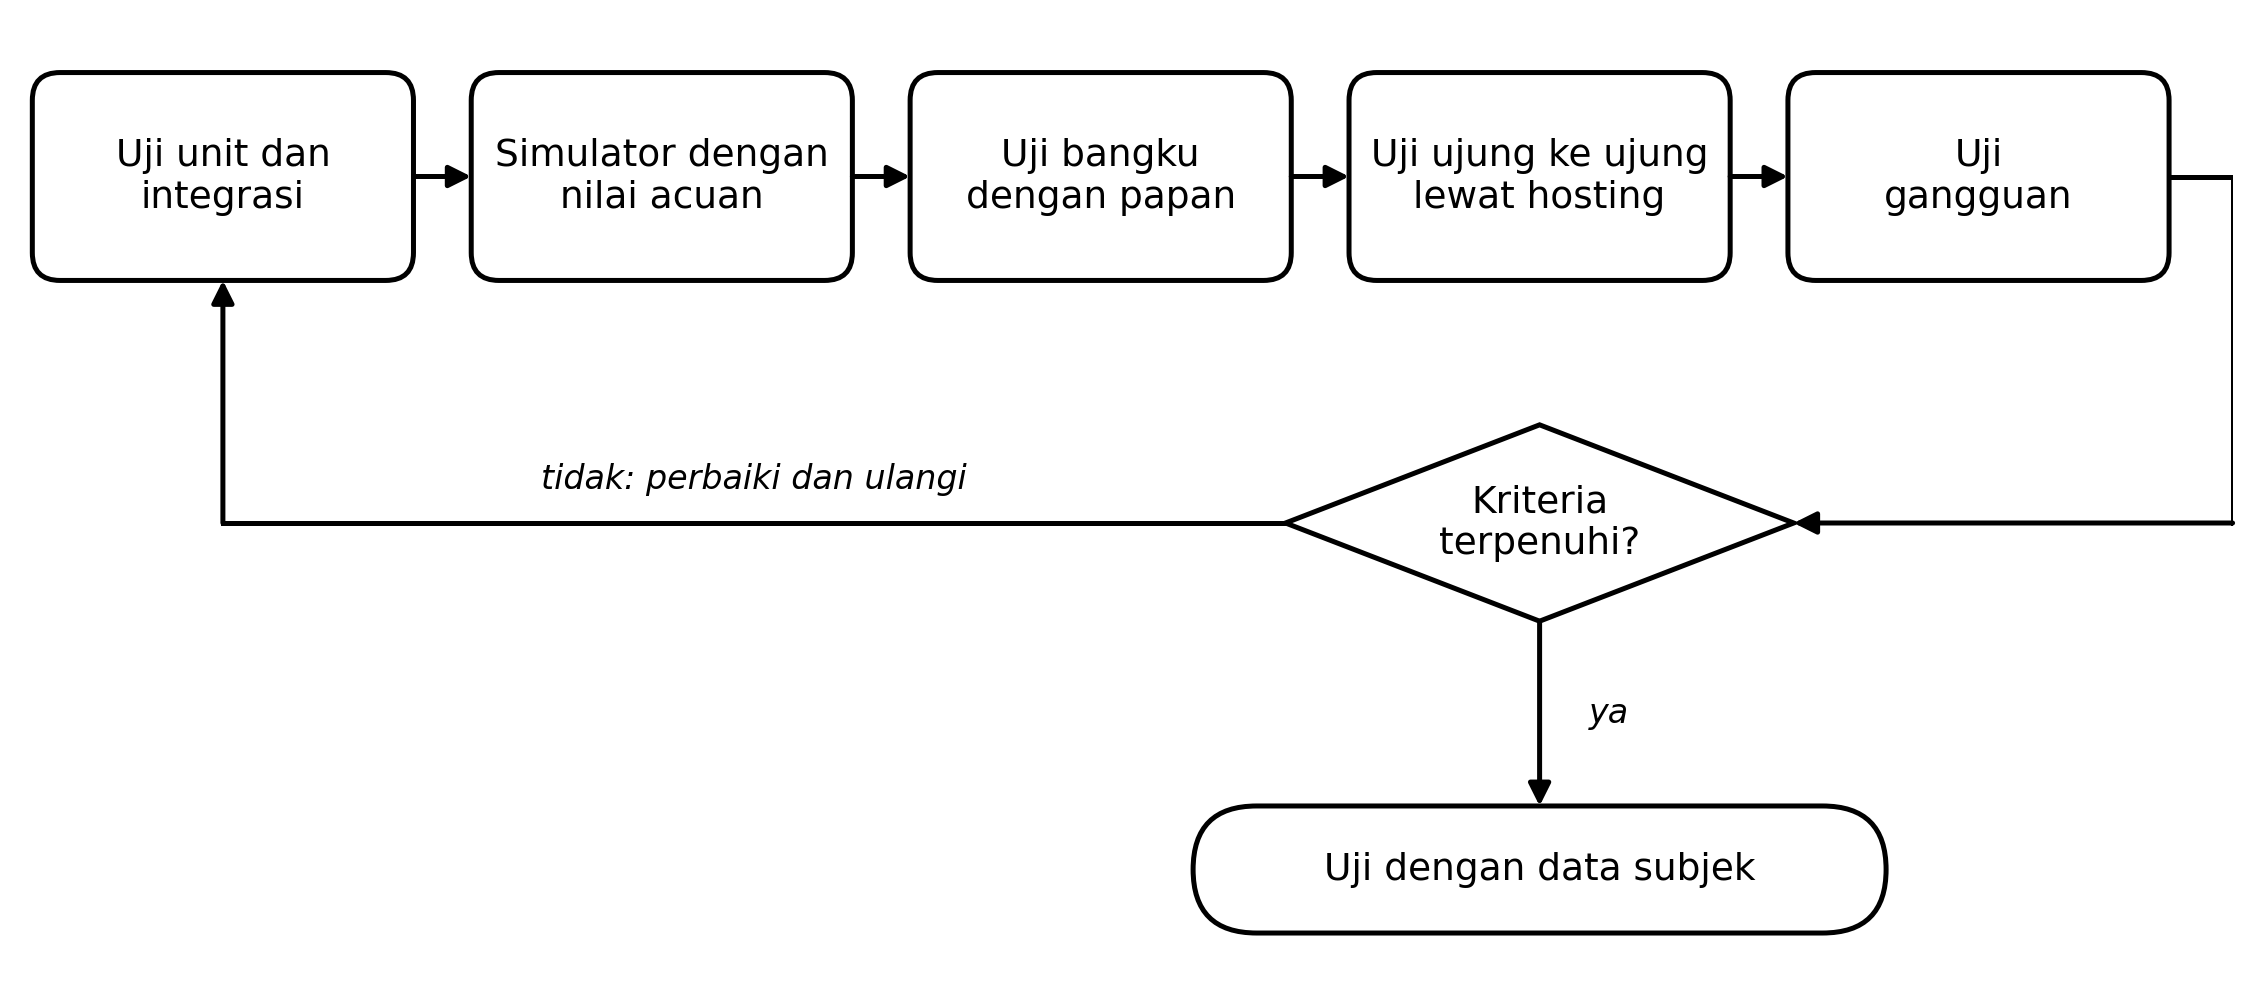 Uji unit dan
integrasi
Simulator dengan
nilai acuan
Uji bangku
dengan papan
Uji ujung ke ujung
lewat hosting
Uji
gangguan
tidak: perbaiki dan ulangi
Kriteria
terpenuhi?
ya
Uji dengan data subjek